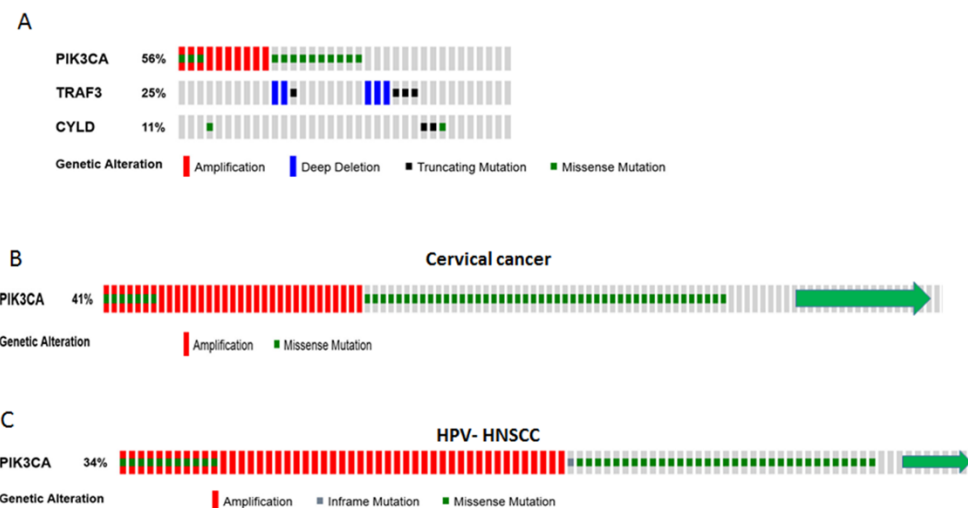 A
PIK3CA 56%
TRAF3 25%
CYLD 11%
Genetic Alteration Amplification Deep Deletion Truncating Mutation Missense Mutation
B
Cervical cancer
PIK3CA 41%
Genetic Alteration Amplification Missense Mutation
C
HPV- HNSCC
PIK3CA 34%
Genetic Alteration Amplification Inframe Mutation Missense Mutation